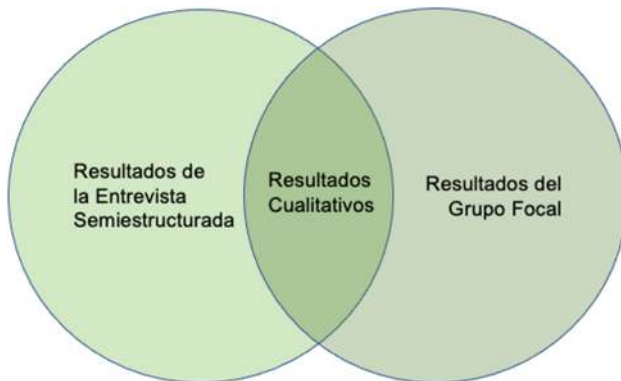 Resultados de
la Entrevista
Semiestructurada
Resultados
Cualitativos
Resultados del
Grupo Focal